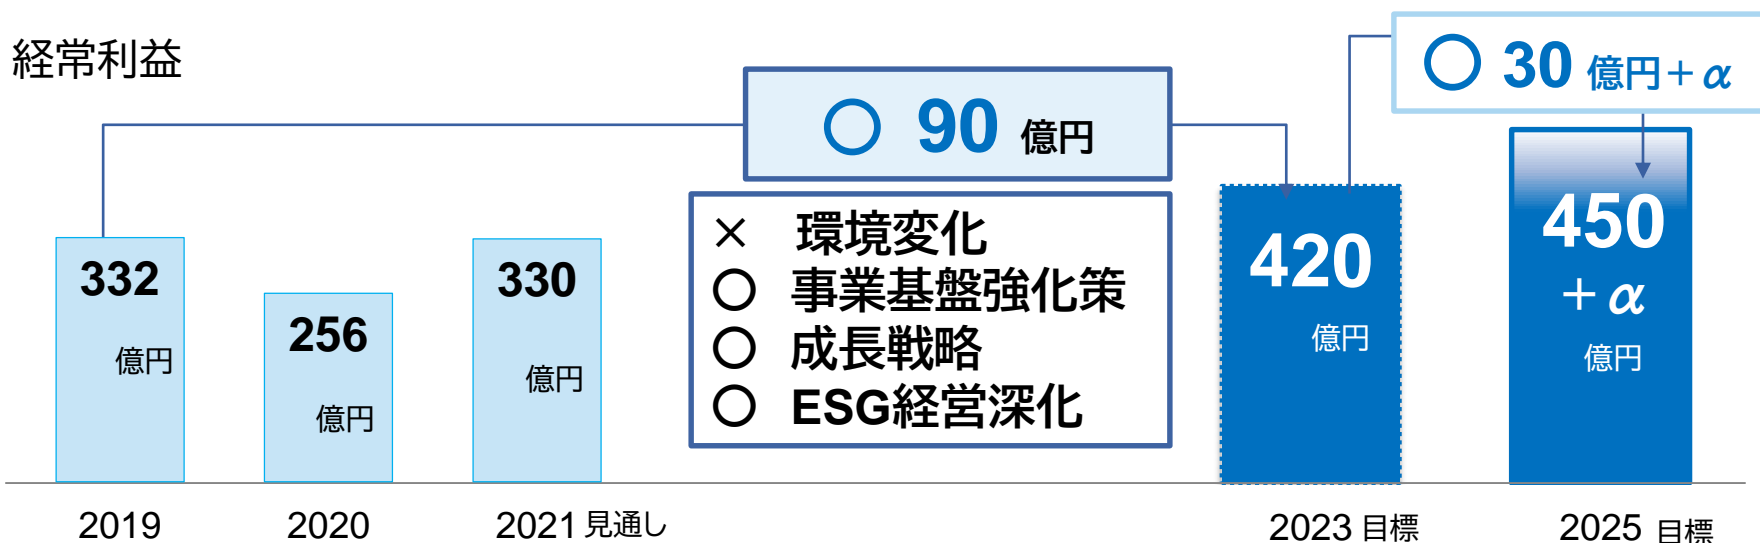 経常利益
○ 30 億円+α
○ 90 億円
× 環境変化
○ 事業基盤強化策
○ 成長戦略
○ ESG経営深化
332
億円
256
億円
330
億円
420
億円
450
+α
億円
2019
2020
2021 見通し
2023 目標
2025 目標